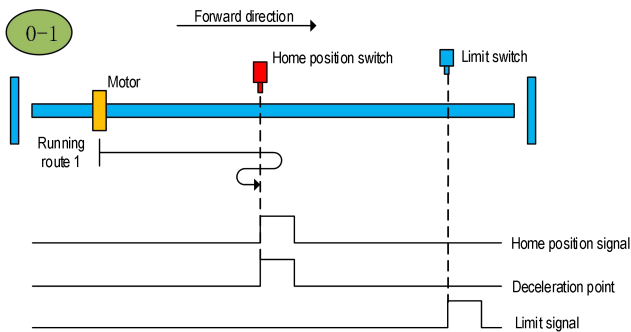 0-1
Forward direction
Home position switch
Limit switch
Motor
Running
route 1
Home position signal
Deceleration point
Limit signal